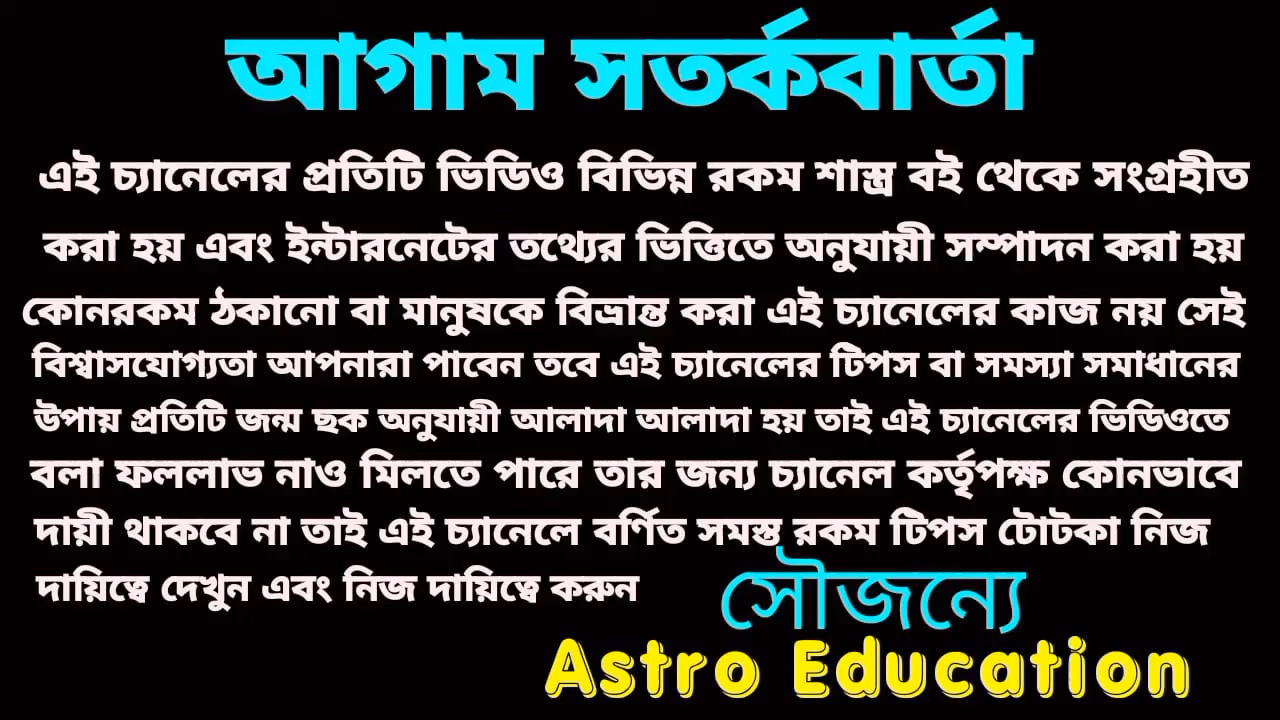 আগাম সতর্কবার্তা
এই চ্যানেলের প্রতিটি ভিডিও বিভিন্ন রকম শাস্ত্র বই থেকে সংগ্রহীত
করা হয় এবং ইন্টারনেটের তথ্যের ভিত্তিতে অনুযায়ী সম্পাদন করা হয়
কোনরকম ঠকানো বা মানুষকে বিভ্রান্ত করা এই চ্যানেলের কাজ নয় সেই
বিশ্বাসযোগ্যতা আপনারা পাবেন তবে এই চ্যানেলের টিপস বা সমস্যা সমাধানের
উপায় প্রতিটি জন্ম ছক অনুযায়ী আলাদা আলাদা হয় তাই এই চ্যানেলের ভিডিওতে
বলা ফললাভ নাও মিলতে পারে তার জন্য চ্যানেল কর্তৃপক্ষ কোনভাবে
দায়ী থাকবে না তাই এই চ্যানেলে বর্ণিত সমস্ত রকম টিপস টোটকা নিজ
দায়িত্বে দেখুন এবং নিজ দায়িত্বে করুন
সৌজন্যে
Astro Education